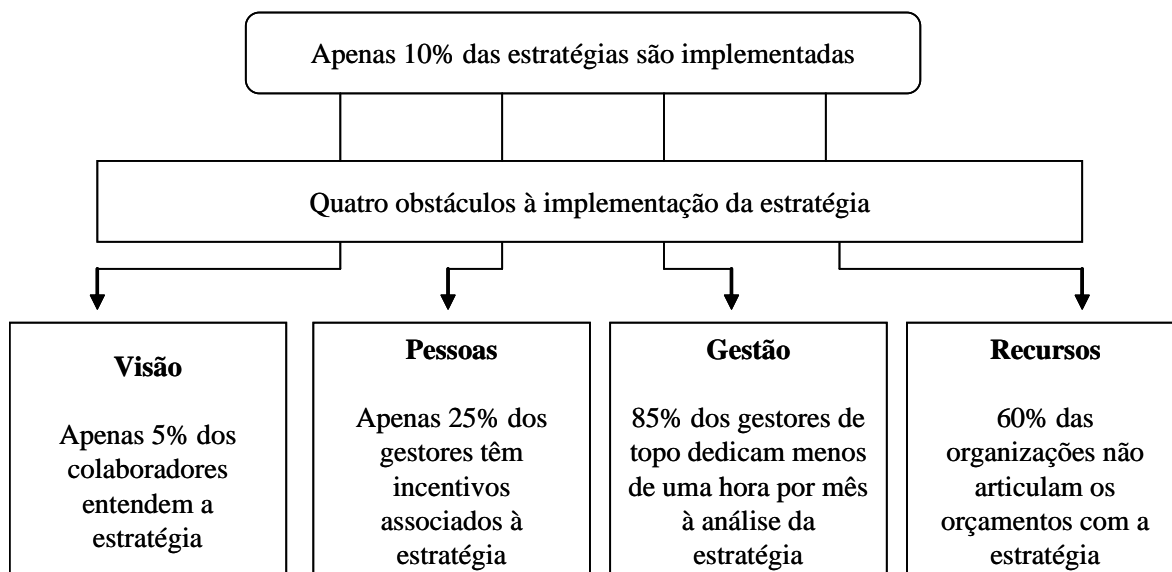 Apenas 10% das estratégias são implementadas
Quatro obstáculos à implementação da estratégia
Visão
Apenas 5% dos
colaboradores
entendem a
estratégia
Pessoas
Apenas 25% dos
gestores têm
incentivos
associados à
estratégia
Gestão
85% dos gestores de
topo dedicam menos
de uma hora por mês
à análise da
estratégia
Recursos
60% das
organizações não
articulam os
orçamentos com a
estratégia